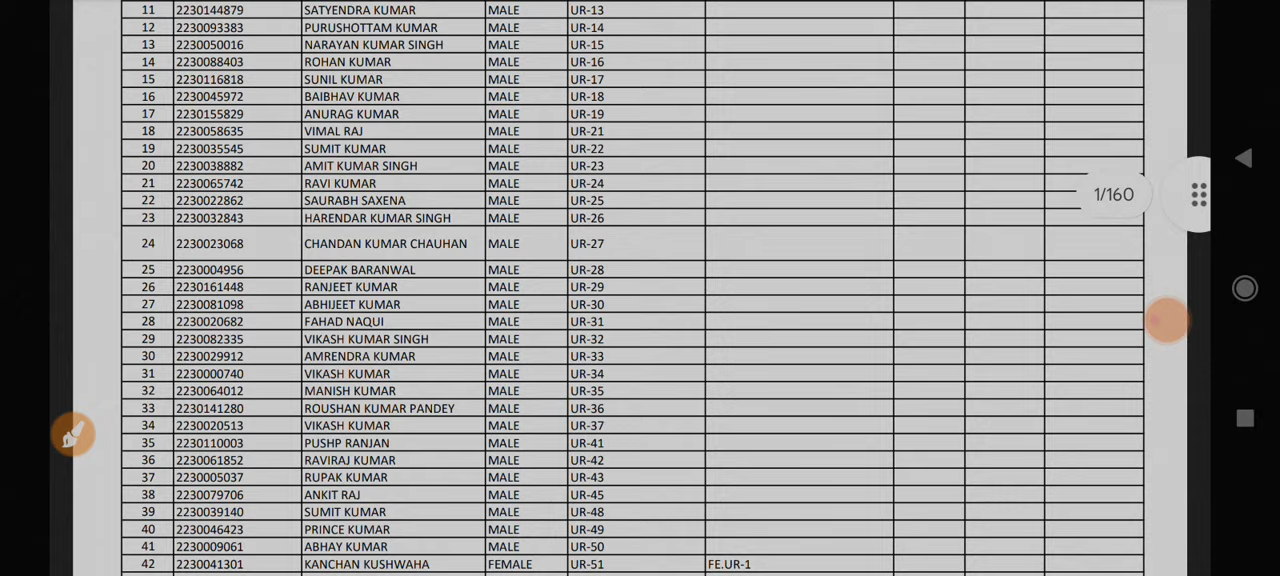 11 2230144879 SATYENDRA KUMAR MALE UR-13
12 2230093383 PURUSHOTTAM KUMAR MALE UR-14
13 2230050016 NARAYAN KUMAR SINGH MALE UR-15
14 2230088403 ROHAN KUMAR MALE UR-16
15 2230116818 SUNIL KUMAR MALE UR-17
16 2230045972 BAIBHAV KUMAR MALE UR-18
17 2230155829 ANURAG KUMAR MALE UR-19
18 2230058635 VIMAL RAJ MALE UR-21
19 2230035545 SUMIT KUMAR MALE UR-22
20 2230038882 AMIT KUMAR SINGH MALE UR-23
21 2230065742 RAVI KUMAR MALE UR-24
22 2230022862 SAURABH SAXENA MALE UR-25
1/160
23 2230032843 HARENDAR KUMAR SINGH MALE UR-26
24 2230023068 CHANDAN KUMAR CHAUHAN MALE UR-27
25 2230004956 DEEPAK BARANWAL MALE UR-28
26 2230161448 RANJEET KUMAR MALE UR-29
27 2230081098 ABHIJEET KUMAR MALE UR-30
28 2230020682 FAHAD NAQUI MALE UR-31
29 2230082335 VIKASH KUMAR SINGH MALE UR-32
30 2230029912 AMRENDRA KUMAR MALE UR-33
31 2230000740 VIKASH KUMAR MALE UR-34
32 2230064012 MANISH KUMAR MALE UR-35
33 2230141280 ROUSHAN KUMAR PANDEY MALE UR-36
34 2230020513 VIKASH KUMAR MALE UR-37
35 2230110003 PUSHP RANJAN MALE UR-41
36 2230061852 RAVIRAJ KUMAR MALE UR-42
37 2230005037 RUPAK KUMAR MALE UR-43
38 2230079706 ANKIT RAJ MALE UR-45
39 2230039140 SUMIT KUMAR MALE UR-48
40 2230046423 PRINCE KUMAR MALE UR-49
41 2230009061 ABHAY KUMAR MALE UR-50
42 2230041301 KANCHAN KUSHWAHA FEMALE UR-51 FE.UR-1